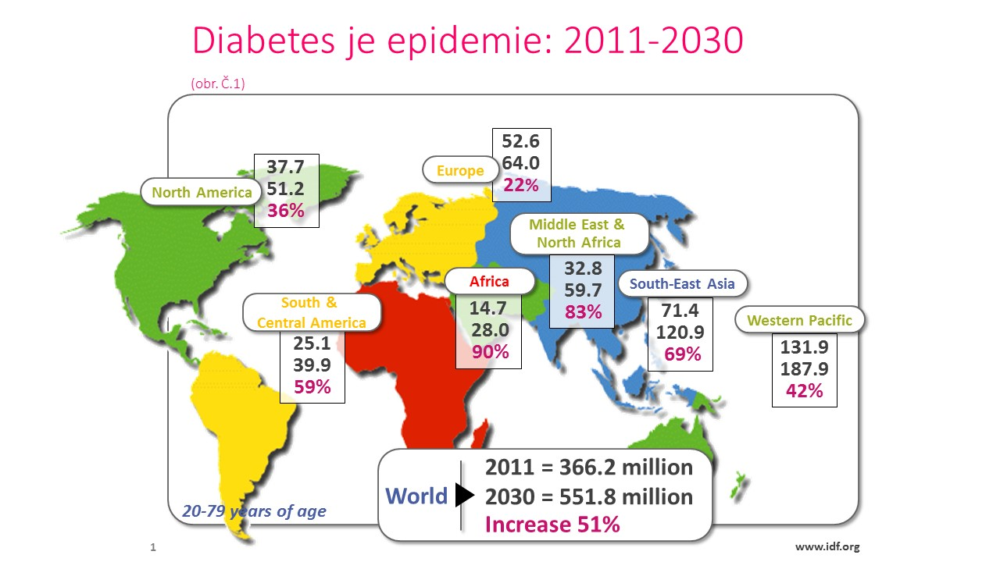 Diabetes je epidemie: 2011-2030
(obr. Č.1)
52.6
64.0
22%
Europe
37.7
51.2
36%
North America
Middle East &
North Africa
32.8
59.7
83%
Africa
14.7
28.0
90%
South-East Asia
71.4
120.9
69%
South &
Central America
25.1
39.9
59%
Western Pacific
131.9
187.9
42%
World
2011 = 366.2 million
2030 = 551.8 million
Increase 51%
20-79 years of age
1
www.idf.org